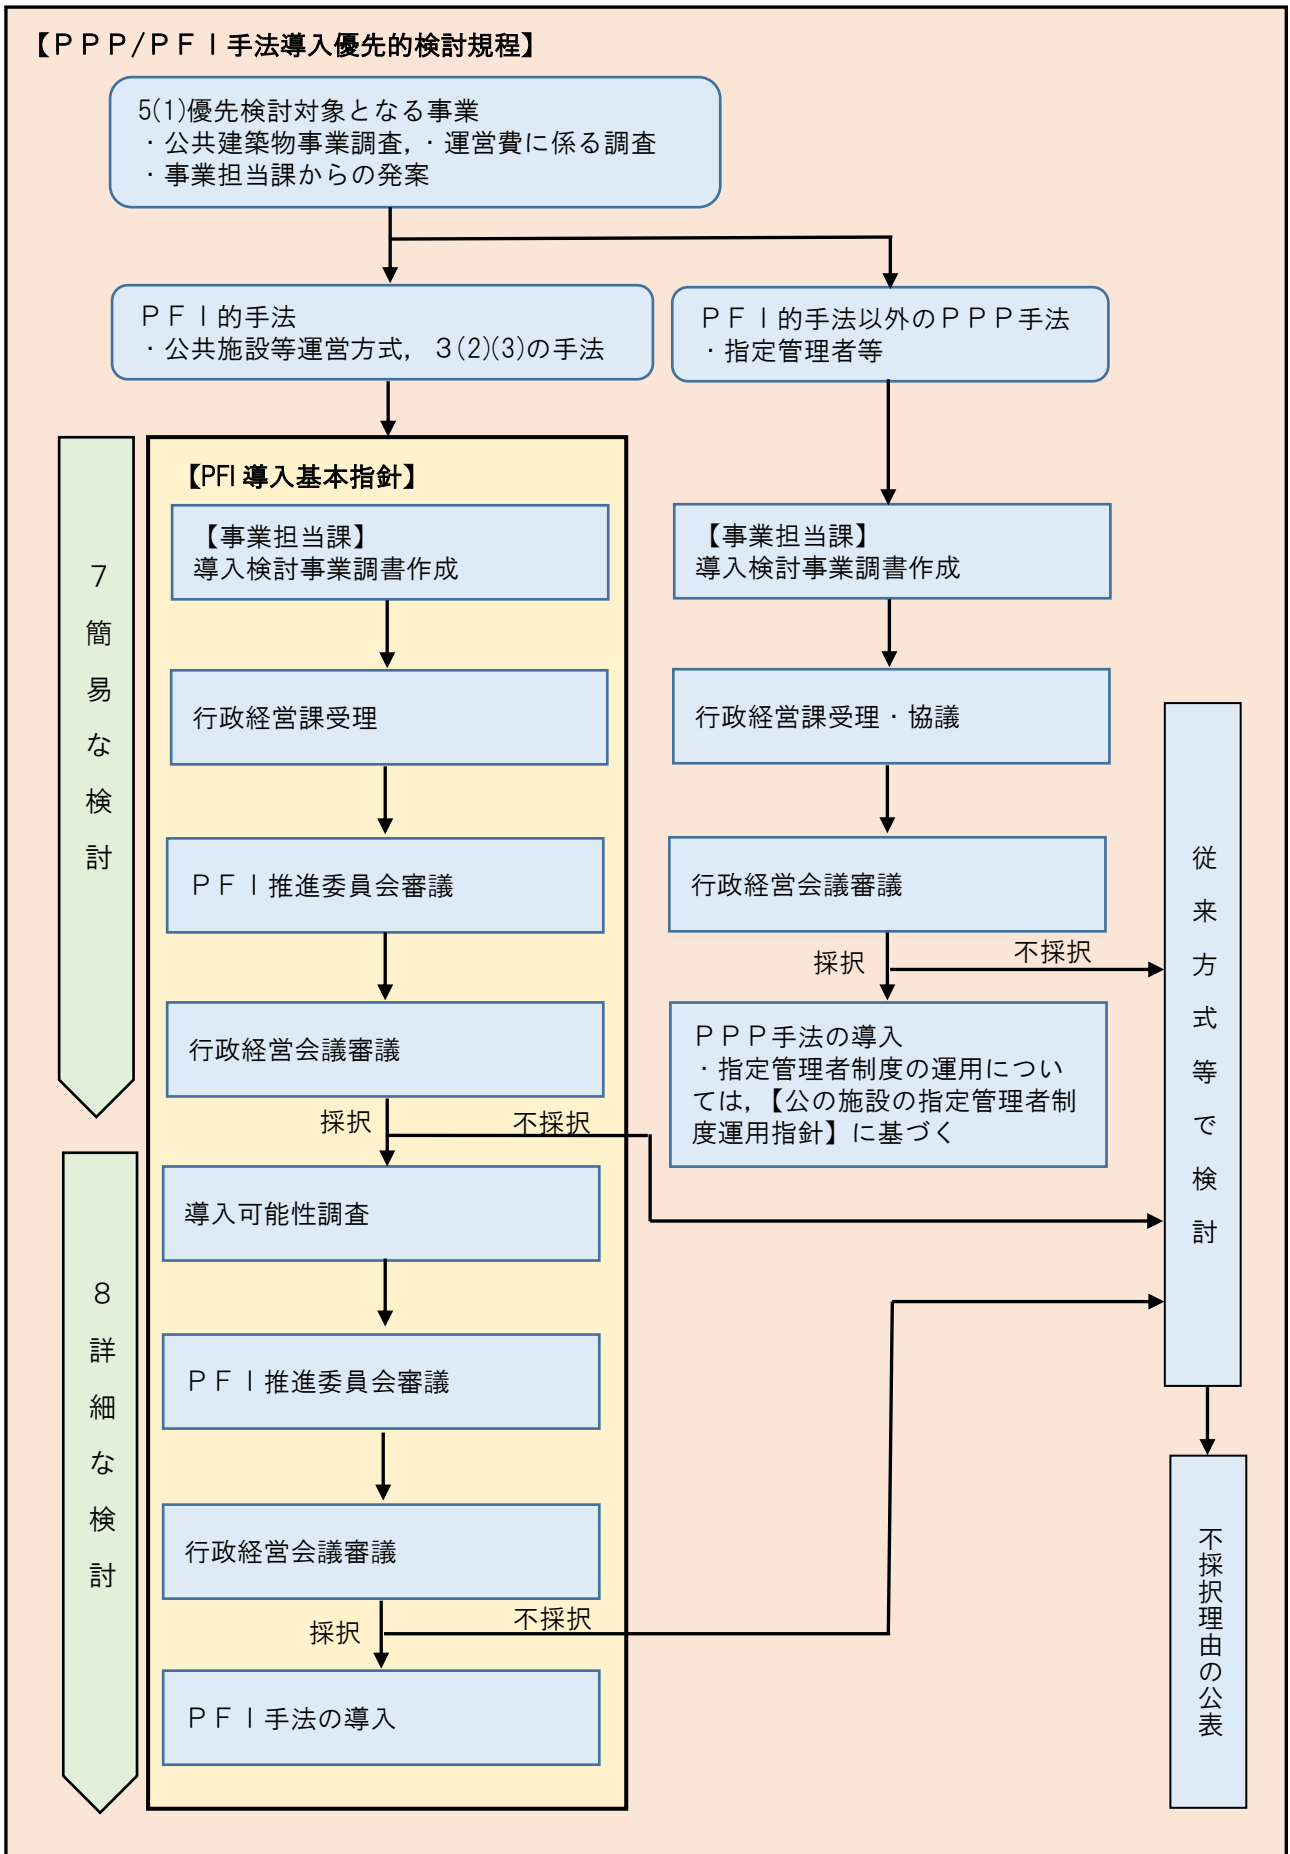 【ＰＰＰ/ＰＦＩ手法導入優先的検討規程】
5(1)優先検討対象となる事業
・公共建築物事業調査，・運営費に係る調査
・事業担当課からの発案
ＰＦＩ的手法
・公共施設等運営方式，３(2)(3)の手法
ＰＦＩ的手法以外のＰＰＰ手法
・指定管理者等
７簡易な検討
【PFI 導入基本指針】
【事業担当課】
導入検討事業調書作成
行政経営課受理
ＰＦＩ推進委員会審議
行政経営会議審議
採択
不採択
８詳細な検討
導入可能性調査
ＰＦＩ推進委員会審議
行政経営会議審議
採択
不採択
ＰＦＩ手法の導入
【事業担当課】
導入検討事業調書作成
行政経営課受理・協議
行政経営会議審議
採択
不採択
ＰＰＰ手法の導入
・指定管理者制度の運用につい
ては，【公の施設の指定管理者制
度運用指針】に基づく
従来方式等で検討
不採択理由の公表